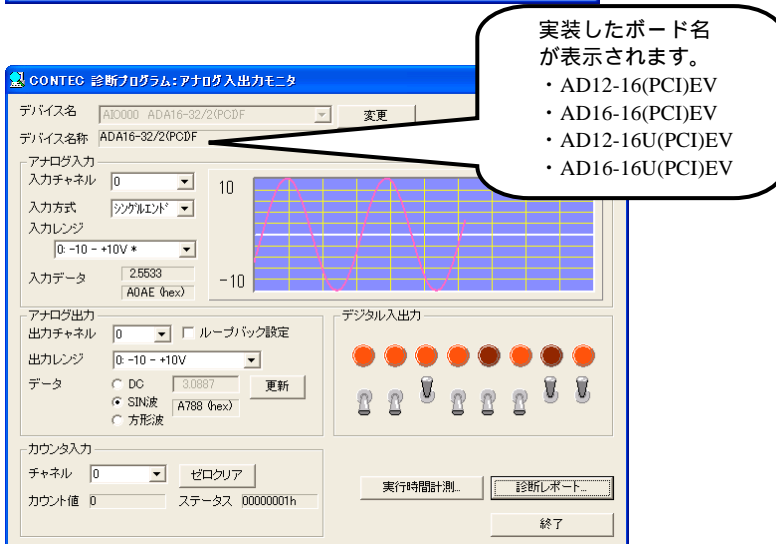 実装したボード名
が表示されます。
・AD12-16(PCI)EV
・AD16-16(PCI)EV
・AD12-16U(PCI)EV
・AD16-16U(PCI)EV
CONTEC 診断プログラム:アナログ入出力モニタ
デバイス名 AIO000 ADA16-32/2(PCI)F 変更
デバイス名称 ADA16-32/2(PCI)F
アナログ入力
入力チャネル 0
入力方式 シングルエンド
入力レンジ
0: -10 - +10V *
入力データ 2.5533
A0AE (hex)
10
-10
アナログ出力
出力チャネル 0 ループバック設定
出力レンジ 0: -10 - +10V
データ DC 3.0887 更新
SIN波 A788 (hex)
方形波
デジタル入出力
カウンタ入力
チャネル 0 ゼロクリア
カウント値 0 ステータス 00000001h
実行時間計測... 診断レポート...
終了